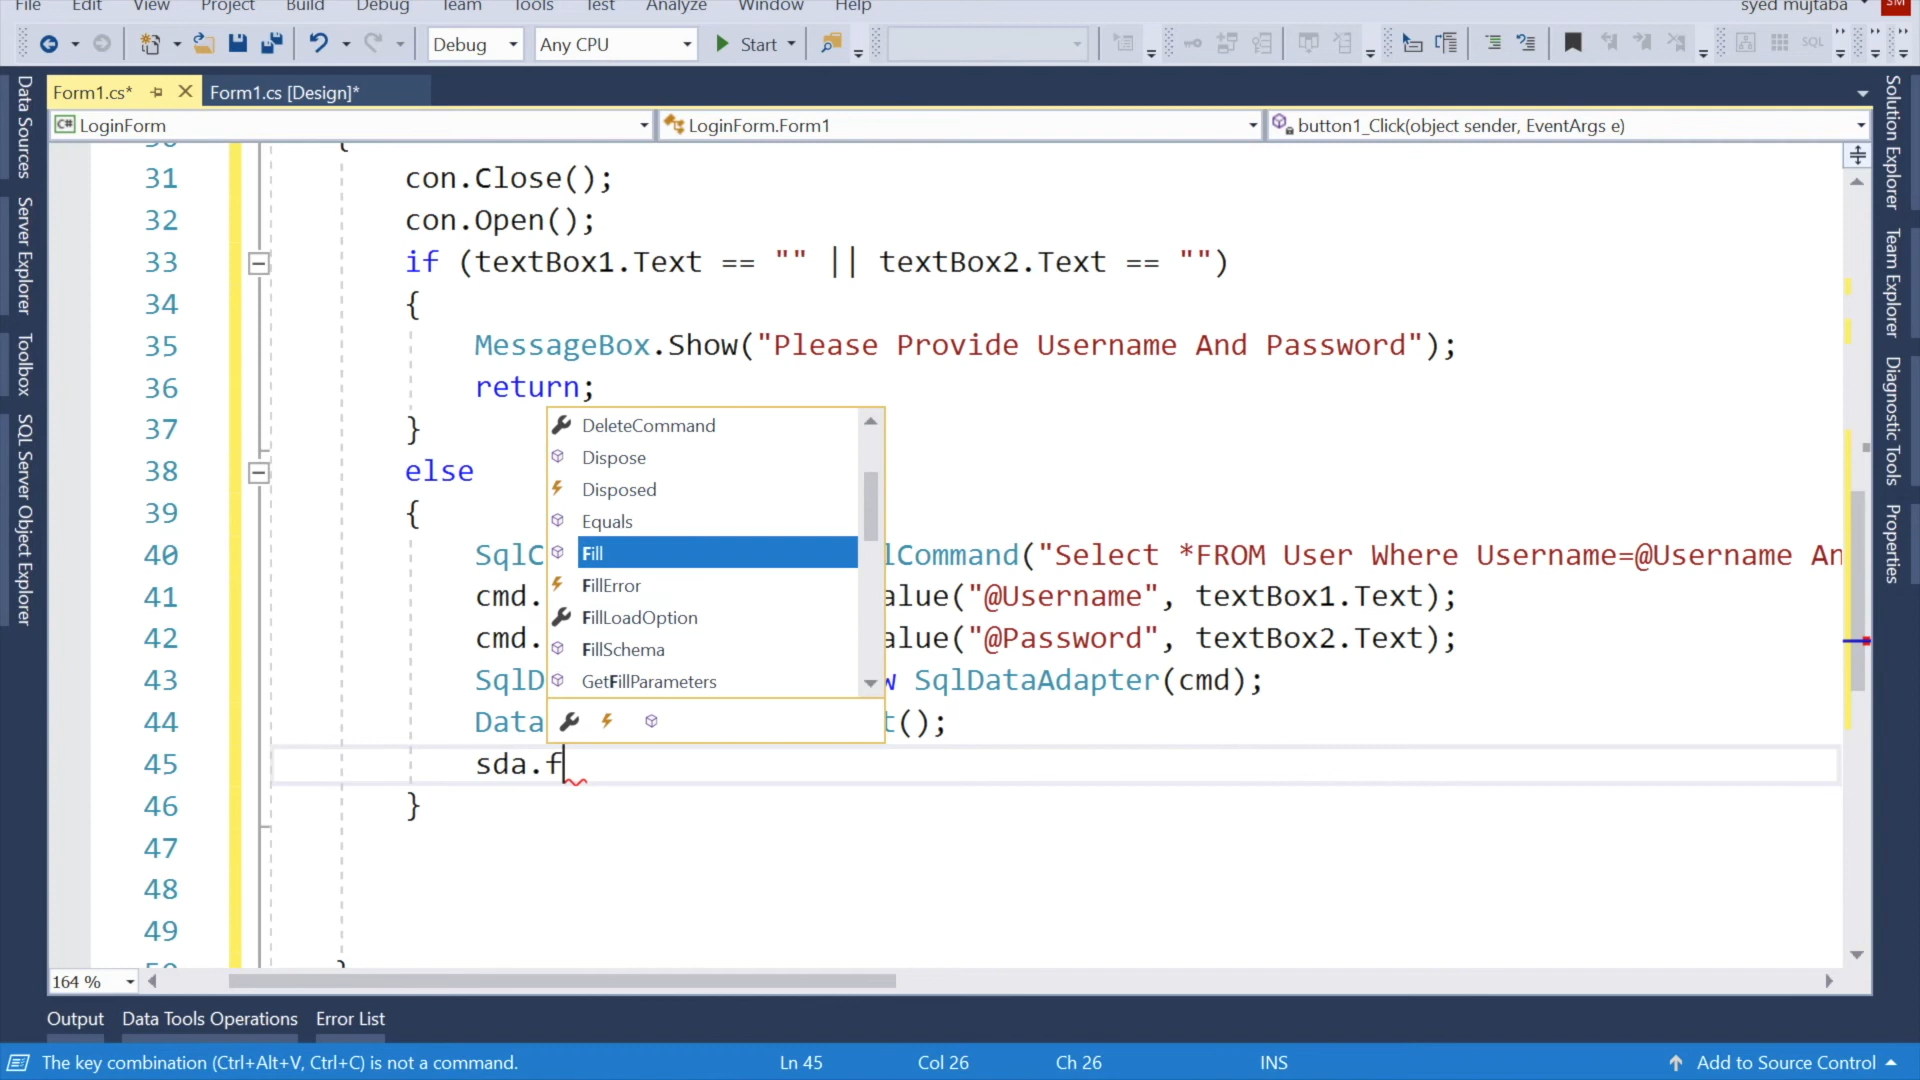 File Edit View Project Build Debug Team Tools Test Analyze Window Help syed mujtaba SM
Debug Any CPU Start SQL
Form1.cs* Form1.cs [Design]*
C# LoginForm LoginForm.Form1 button1_Click(object sender, EventArgs e)
Data Sources
Server Explorer
Toolbox
SQL Server Object Explorer
31 con.Close();
32 con.Open();
33 if (textBox1.Text == "" || textBox2.Text == "")
34 {
35 MessageBox.Show("Please Provide Username And Password");
36 return;
37 }
38 else
39 {
40 SqlC lCommand("Select *FROM User Where Username=@Username An
41 cmd. alue("@Username", textBox1.Text);
42 cmd. alue("@Password", textBox2.Text);
43 SqlD w SqlDataAdapter(cmd);
44 Data t();
45 sda.f
46 }
47
48
49
DeleteCommand
Dispose
Disposed
Equals
Fill
FillError
FillLoadOption
FillSchema
GetFillParameters
Solution Explorer
Team Explorer
Diagnostic Tools
Properties
164 %
Output Data Tools Operations Error List
The key combination (Ctrl+Alt+V, Ctrl+C) is not a command. Ln 45 Col 26 Ch 26 INS Add to Source Control